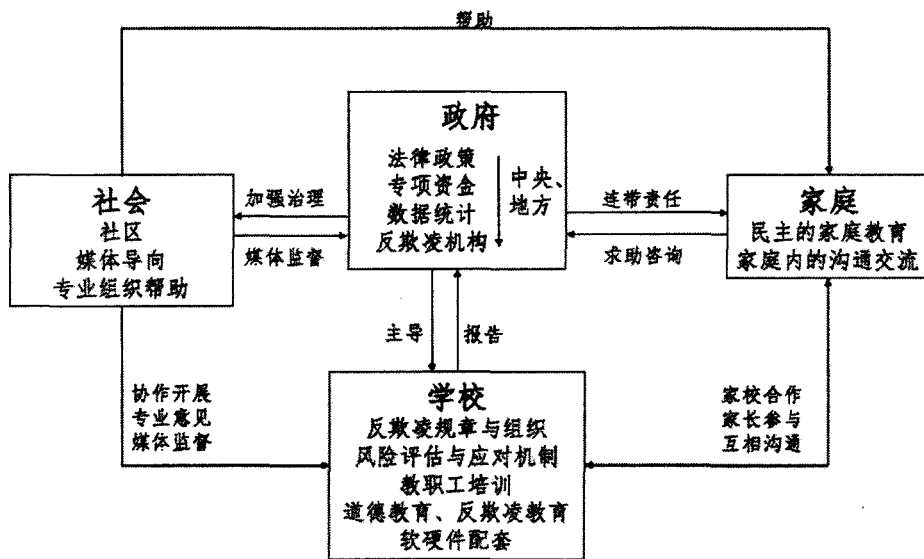 帮助
政府
法律政策
专项资金
数据统计
反欺凌机构
中央、
地方
社会
社区
媒体导向
专业组织帮助
加强治理
媒体监督
连带责任
求助咨询
家庭
民主的家庭教育
家庭内的沟通交流
主导
报告
协作开展
专业意见
媒体监督
学校
反欺凌规章与组织
风险评估与应对机制
教职工培训
道德教育、反欺凌教育
软硬件配套
家校合作
家长参与
互相沟通